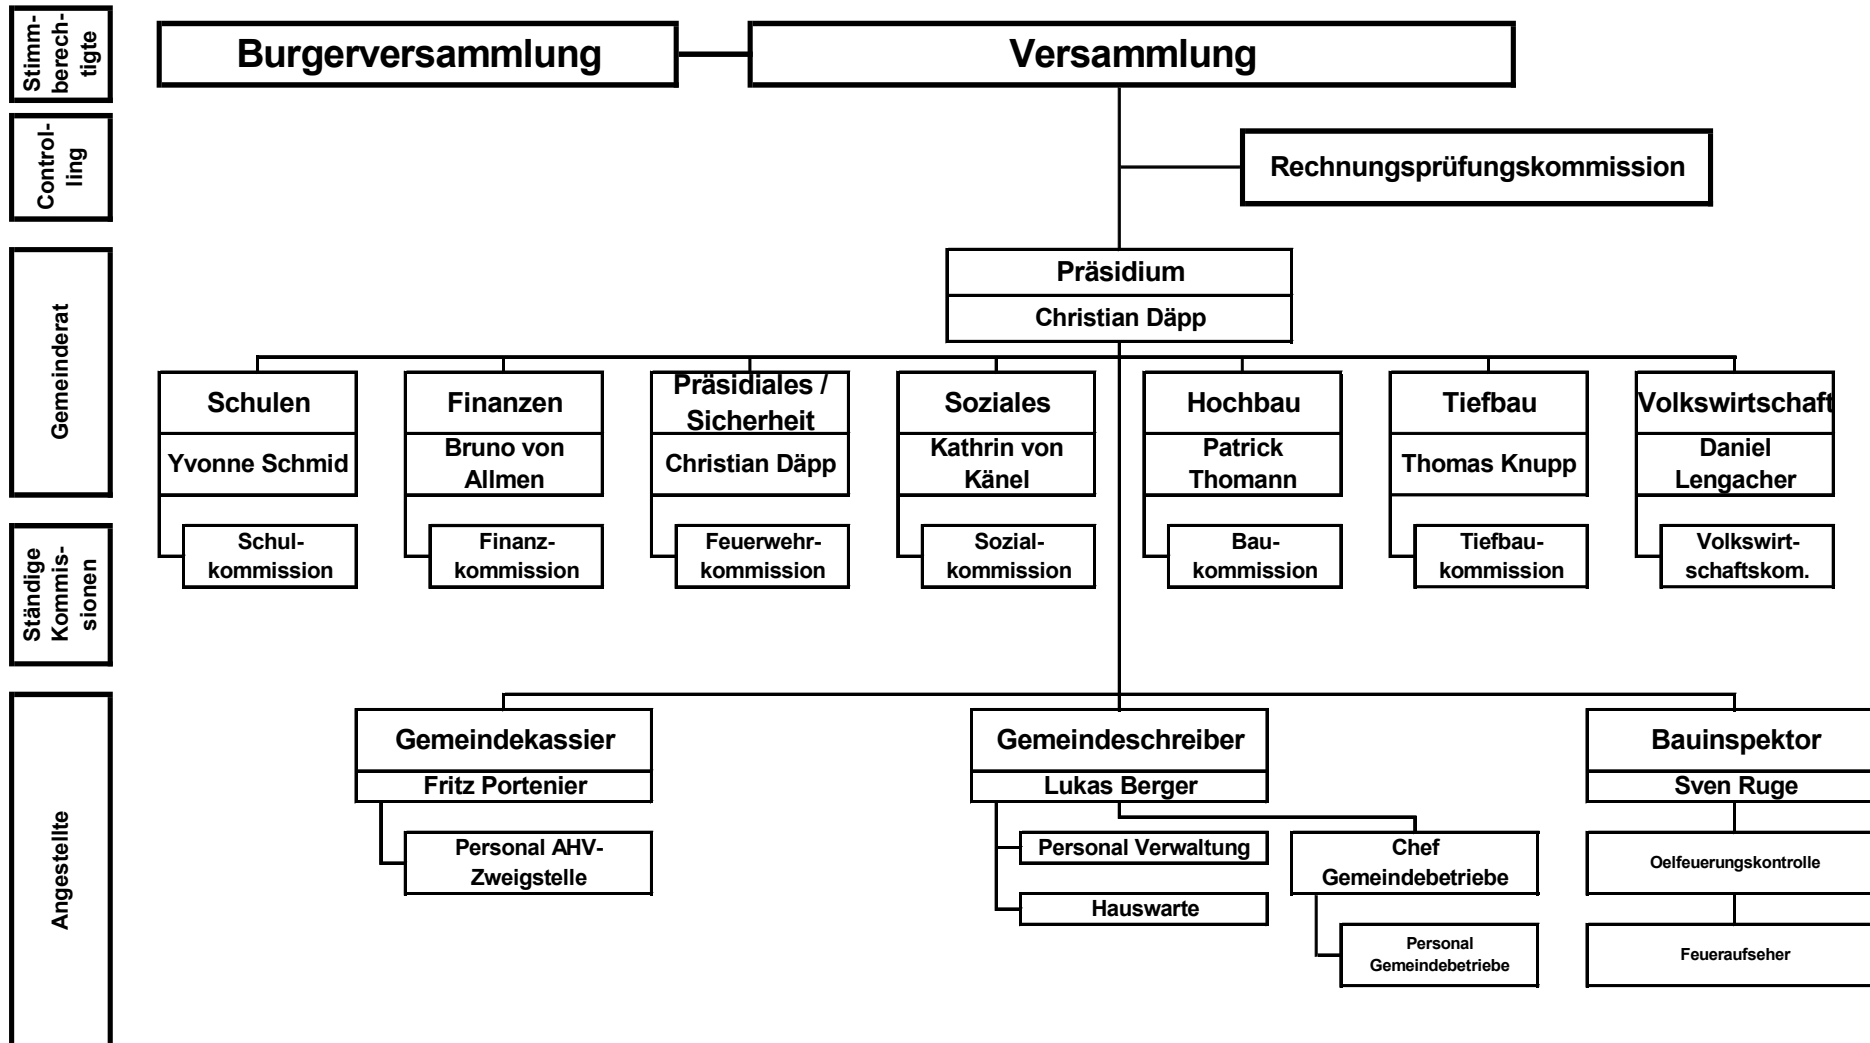 Stimm-
berech-
tigte
Burgerversammlung
Versammlung
Control-
ling
Rechnungsprüfungskommission
Gemeinderat
Präsidium
Christian Däpp
Schulen
Yvonne Schmid
Finanzen
Bruno von
Allmen
Präsidiales /
Sicherheit
Christian Däpp
Soziales
Kathrin von
Känel
Hochbau
Patrick
Thomann
Tiefbau
Thomas Knupp
Volkswirtschaft
Daniel
Lengacher
Ständige
Kommis-
sionen
Schul-
kommission
Finanz-
kommission
Feuerwehr-
kommission
Sozial-
kommission
Bau-
kommission
Tiefbau-
kommission
Volkswirt-
schaftskom.
Angestellte
Gemeindekassier
Fritz Portenier
Personal AHV-
Zweigstelle
Gemeindeschreiber
Lukas Berger
Personal Verwaltung
Hauswarte
Chef
Gemeindebetriebe
Personal
Gemeindebetriebe
Bauinspektor
Sven Ruge
Oelfeuerungskontrolle
Feueraufseher